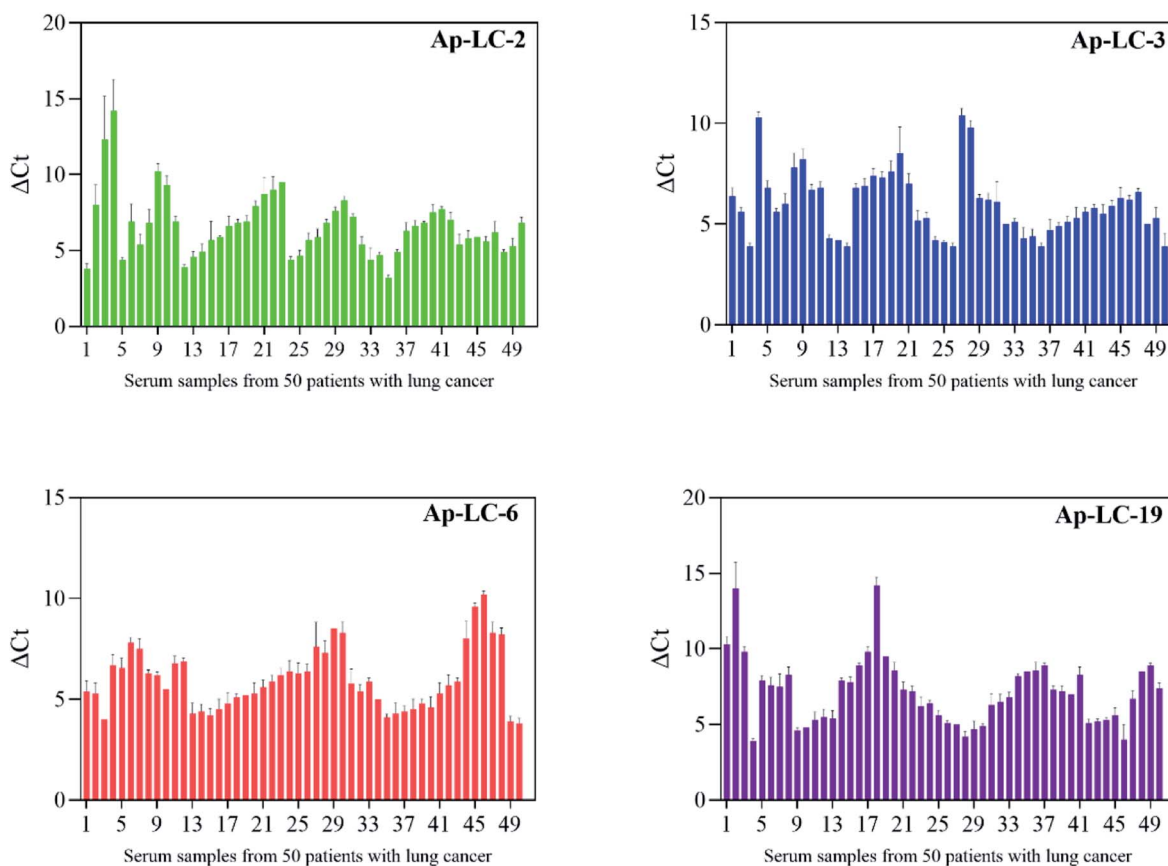 Ap-LC-2
20
15
10
5
0
ΔCt
1 5 9 13 17 21 25 29 33 37 41 45 49
Serum samples from 50 patients with lung cancer
Ap-LC-3
15
10
5
0
ΔCt
1 5 9 13 17 21 25 29 33 37 41 45 49
Serum samples from 50 patients with lung cancer
Ap-LC-6
15
10
5
0
ΔCt
1 5 9 13 17 21 25 29 33 37 41 45 49
Serum samples from 50 patients with lung cancer
Ap-LC-19
20
15
10
5
0
ΔCt
1 5 9 13 17 21 25 29 33 37 41 45 49
Serum samples from 50 patients with lung cancer